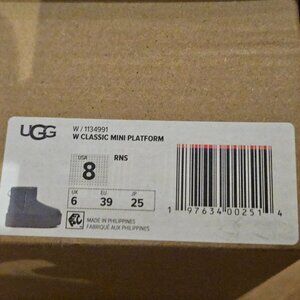 UGG
W / 1134991
W CLASSIC MINI PLATFORM
USA
8
RNS
UK
EU
JP
6
39
25
MADE IN PHILIPPINES
FABRIQUÉ AUX PHILIPPINES
1 97634 00251 4